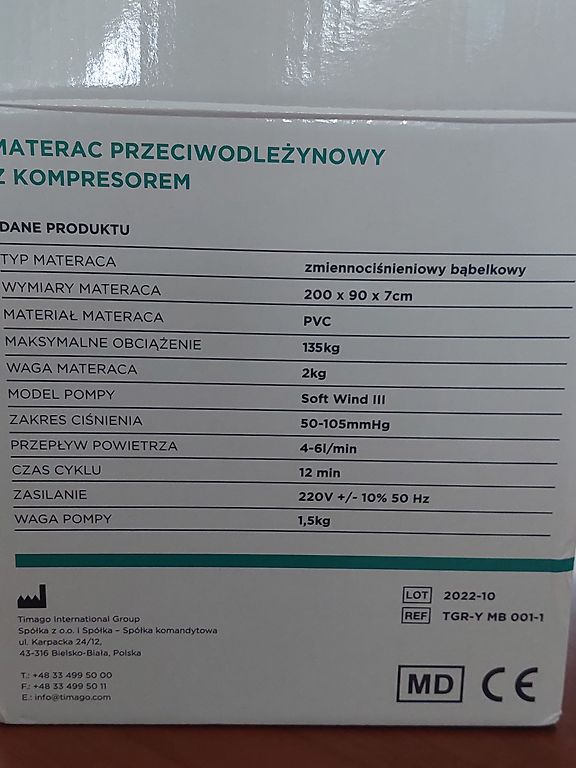 MATERAC PRZECIWODLEŻYNOWY
Z KOMPRESOREM
DANE PRODUKTU
TYP MATERACA zmiennociśnieniowy bąbelkowy
WYMIARY MATERACA 200 x 90 x 7cm
MATERIAŁ MATERACA PVC
MAKSYMALNE OBCIĄŻENIE 135kg
WAGA MATERACA 2kg
MODEL POMPY Soft Wind III
ZAKRES CIŚNIENIA 50-105mmHg
PRZEPŁYW POWIETRZA 4-6l/min
CZAS CYKLU 12 min
ZASILANIE 220V +/- 10% 50 Hz
WAGA POMPY 1,5kg
Timago International Group
Spółka z o.o. i Spółka – Spółka komandytowa
ul. Karpacka 24/12,
43-316 Bielsko-Biała, Polska
T.: +48 33 499 50 00
F.: +48 33 499 50 11
E.: info@timago.com
LOT 2022-10
REF TGR-Y MB 001-1
MD CE